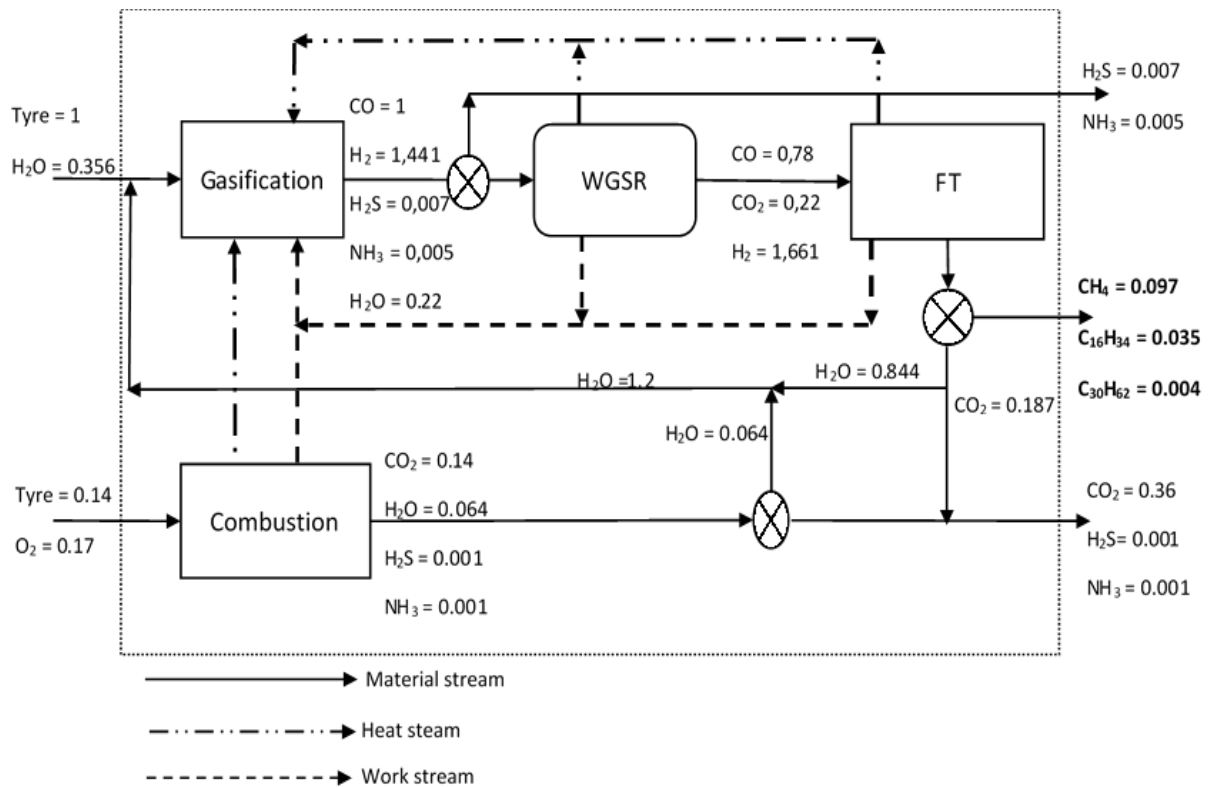 Tyre = 1
H₂O = 0.356
Gasification
CO = 1
H₂ = 1,441
H₂S = 0,007
NH₃ = 0,005
H₂O = 0.22
WGSR
CO = 0,78
CO₂ = 0,22
H₂ = 1,661
FT
H₂S = 0.007
NH₃ = 0.005
CH₄ = 0.097
C₁₆H₃₄ = 0.035
C₃₀H₆₂ = 0.004
H₂O = 0.844
H₂O =1.2
CO₂ = 0.187
H₂O = 0.064
Tyre = 0.14
O₂ = 0.17
Combustion
CO₂ = 0.14
H₂O = 0.064
H₂S = 0.001
NH₃ = 0.001
CO₂ = 0.36
H₂S= 0.001
NH₃ = 0.001
Material stream
Heat steam
Work stream